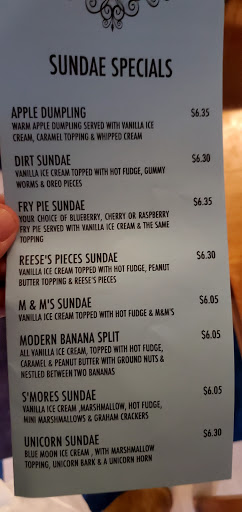 SUNDAE SPECIALS
APPLE DUMPLING $6.35
WARM APPLE DUMPLING SERVED WITH VANILLA ICE
CREAM, CARAMEL TOPPING & WHIPPED CREAM
DIRT SUNDAE $6.30
VANILLA ICE CREAM TOPPED WITH HOT FUDGE, GUMMY
WORMS & OREO PIECES
FRY PIE SUNDAE $6.35
YOUR CHOICE OF BLUEBERRY, CHERRY OR RASPBERRY
FRY PIE SERVED WITH VANILLA ICE CREAM & THE SAME
TOPPING
REESE'S PIECES SUNDAE $6.30
VANILLA ICE CREAM TOPPED WITH HOT FUDGE, PEANUT
BUTTER TOPPING & REESE'S PIECES
M & M'S SUNDAE $6.05
VANILLA ICE CREAM TOPPED WITH HOT FUDGE & M&M'S
MODERN BANANA SPLIT $6.05
ALL VANILLA ICE CREAM, TOPPED WITH HOT FUDGE,
CARAMEL & PEANUT BUTTER WITH GROUND NUTS &
NESTLED BETWEEN TWO BANANAS
S'MORES SUNDAE $6.05
VANILLA ICE CREAM ,MARSHMALLOW, HOT FUDGE,
MINI MARSHMALLOWS & GRAHAM CRACKERS
UNICORN SUNDAE $6.30
BLUE MOON ICE CREAM , WITH MARSHMALLOW
TOPPING, UNICORN BARK & A UNICORN HORN